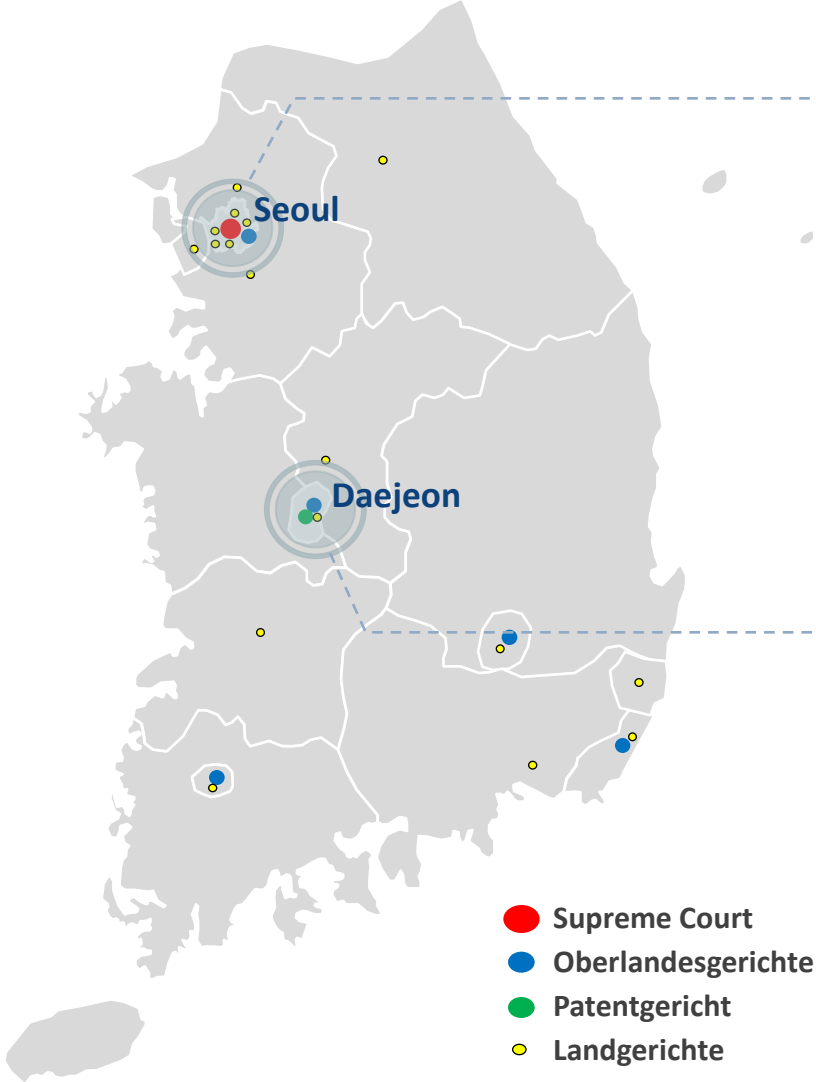 Seoul
Daejeon
Supreme Court
Oberlandesgerichte
Patentgericht
Landgerichte